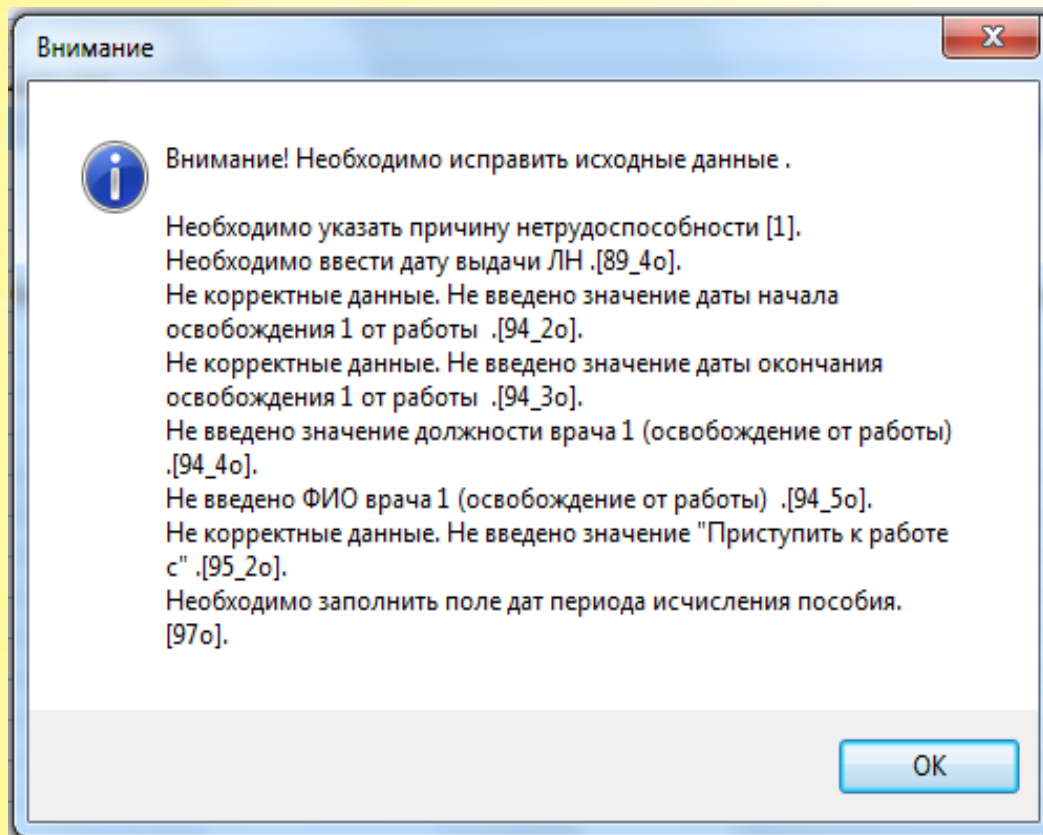 Внимание
Внимание! Необходимо исправить исходные данные .
Необходимо указать причину нетрудоспособности [1].
Необходимо ввести дату выдачи ЛН .[89_4о].
Не корректные данные. Не введено значение даты начала
освобождения 1 от работы  .[94_2о].
Не корректные данные. Не введено значение даты окончания
освобождения 1 от работы  .[94_3о].
Не введено значение должности врача 1 (освобождение от работы)
.[94_4о].
Не введено ФИО врача 1 (освобождение от работы)  .[94_5о].
Не корректные данные. Не введено значение "Приступить к работе
с" .[95_2о].
Необходимо заполнить поле дат периода исчисления пособия.
[97о].
OK